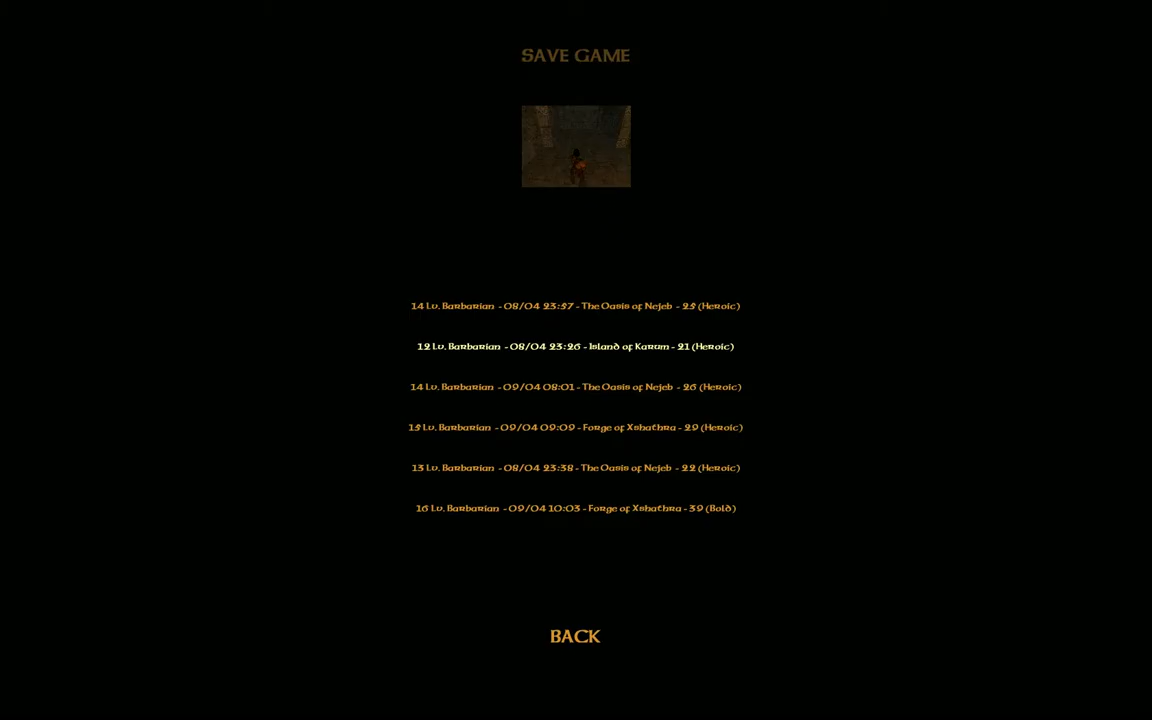 SAVE GAME
14 Lv. Barbarian - 08/04 23:57 - The Oasis of Nejeb - 25 (Heroic)
12 Lv. Barbarian - 08/04 23:26 - Island of Karum - 21 (Heroic)
14 Lv. Barbarian - 09/04 08:01 - The Oasis of Nejeb - 26 (Heroic)
15 Lv. Barbarian - 09/04 09:09 - Forge of Xshathra - 29 (Heroic)
13 Lv. Barbarian - 08/04 23:38 - The Oasis of Nejeb - 22 (Heroic)
16 Lv. Barbarian - 09/04 10:03 - Forge of Xshathra - 39 (Bold)
BACK